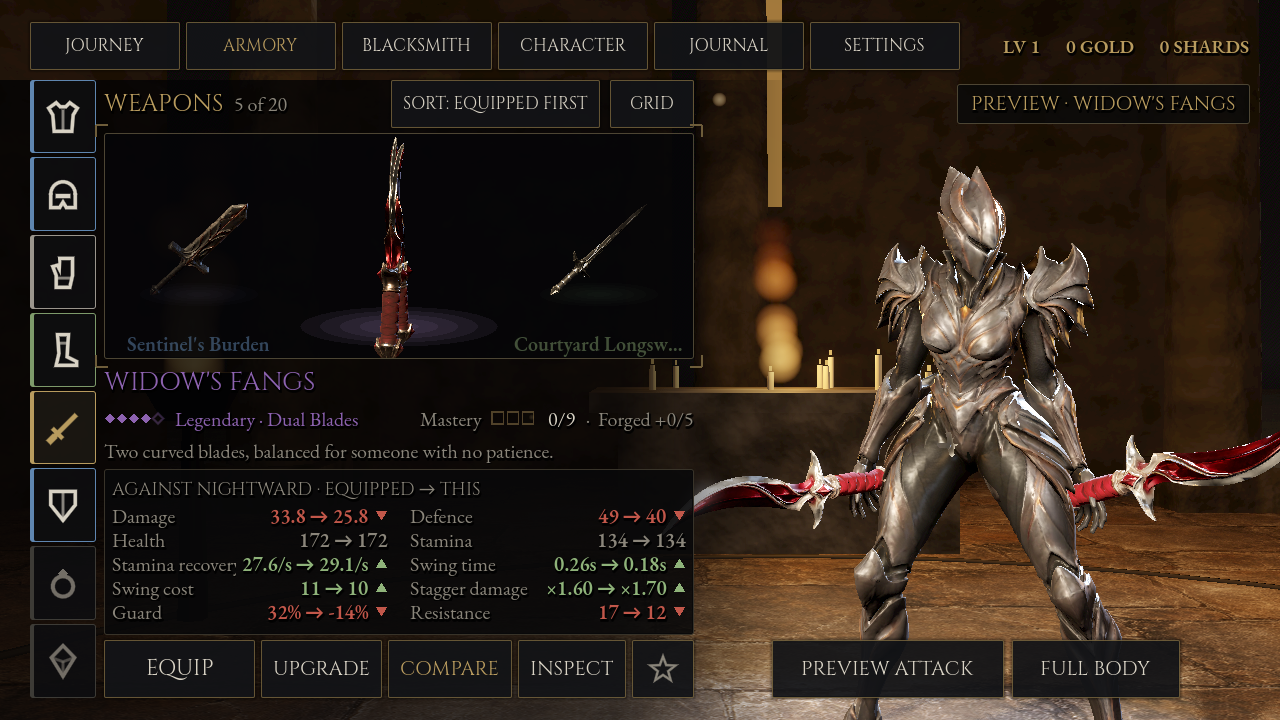 JOURNEY ARMORY BLACKSMITH CHARACTER JOURNAL SETTINGS LV 1 0 GOLD 0 SHARDS
WEAPONS 5 of 20 SORT: EQUIPPED FIRST GRID PREVIEW · WIDOW'S FANGS
Sentinel's Burden Courtyard Longsw...
WIDOW'S FANGS
Legendary · Dual Blades Mastery 0/9 · Forged +0/5
Two curved blades, balanced for someone with no patience.
AGAINST NIGHTWARD · EQUIPPED → THIS
Damage 33.8 → 25.8 ▼ Defence 49 → 40 ▼
Health 172 → 172 Stamina 134 → 134
Stamina recovery 27.6/s → 29.1/s ▲ Swing time 0.26s → 0.18s ▲
Swing cost 11 → 10 ▲ Stagger damage ×1.60 → ×1.70 ▲
Guard 32% → -14% ▼ Resistance 17 → 12 ▼
EQUIP UPGRADE COMPARE INSPECT PREVIEW ATTACK FULL BODY